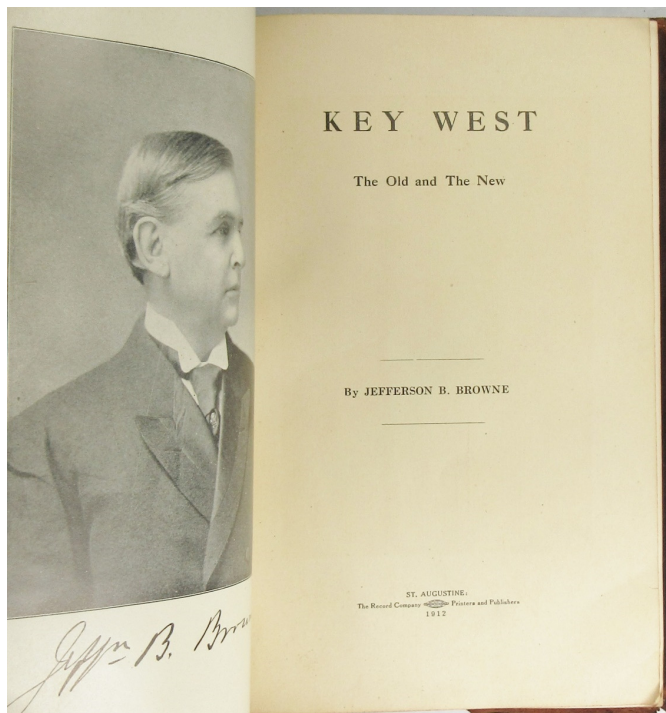 KEY WEST
The Old and The New
By JEFFERSON B. BROWNE
ST. AUGUSTINE:
The Record Company Printers and Publishers
1912
Jeffn B. Brow